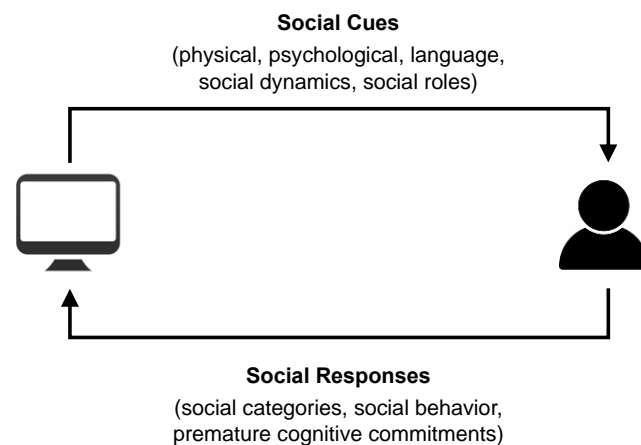 Social Cues
(physical, psychological, language,
social dynamics, social roles)
Social Responses
(social categories, social behavior,
premature cognitive commitments)